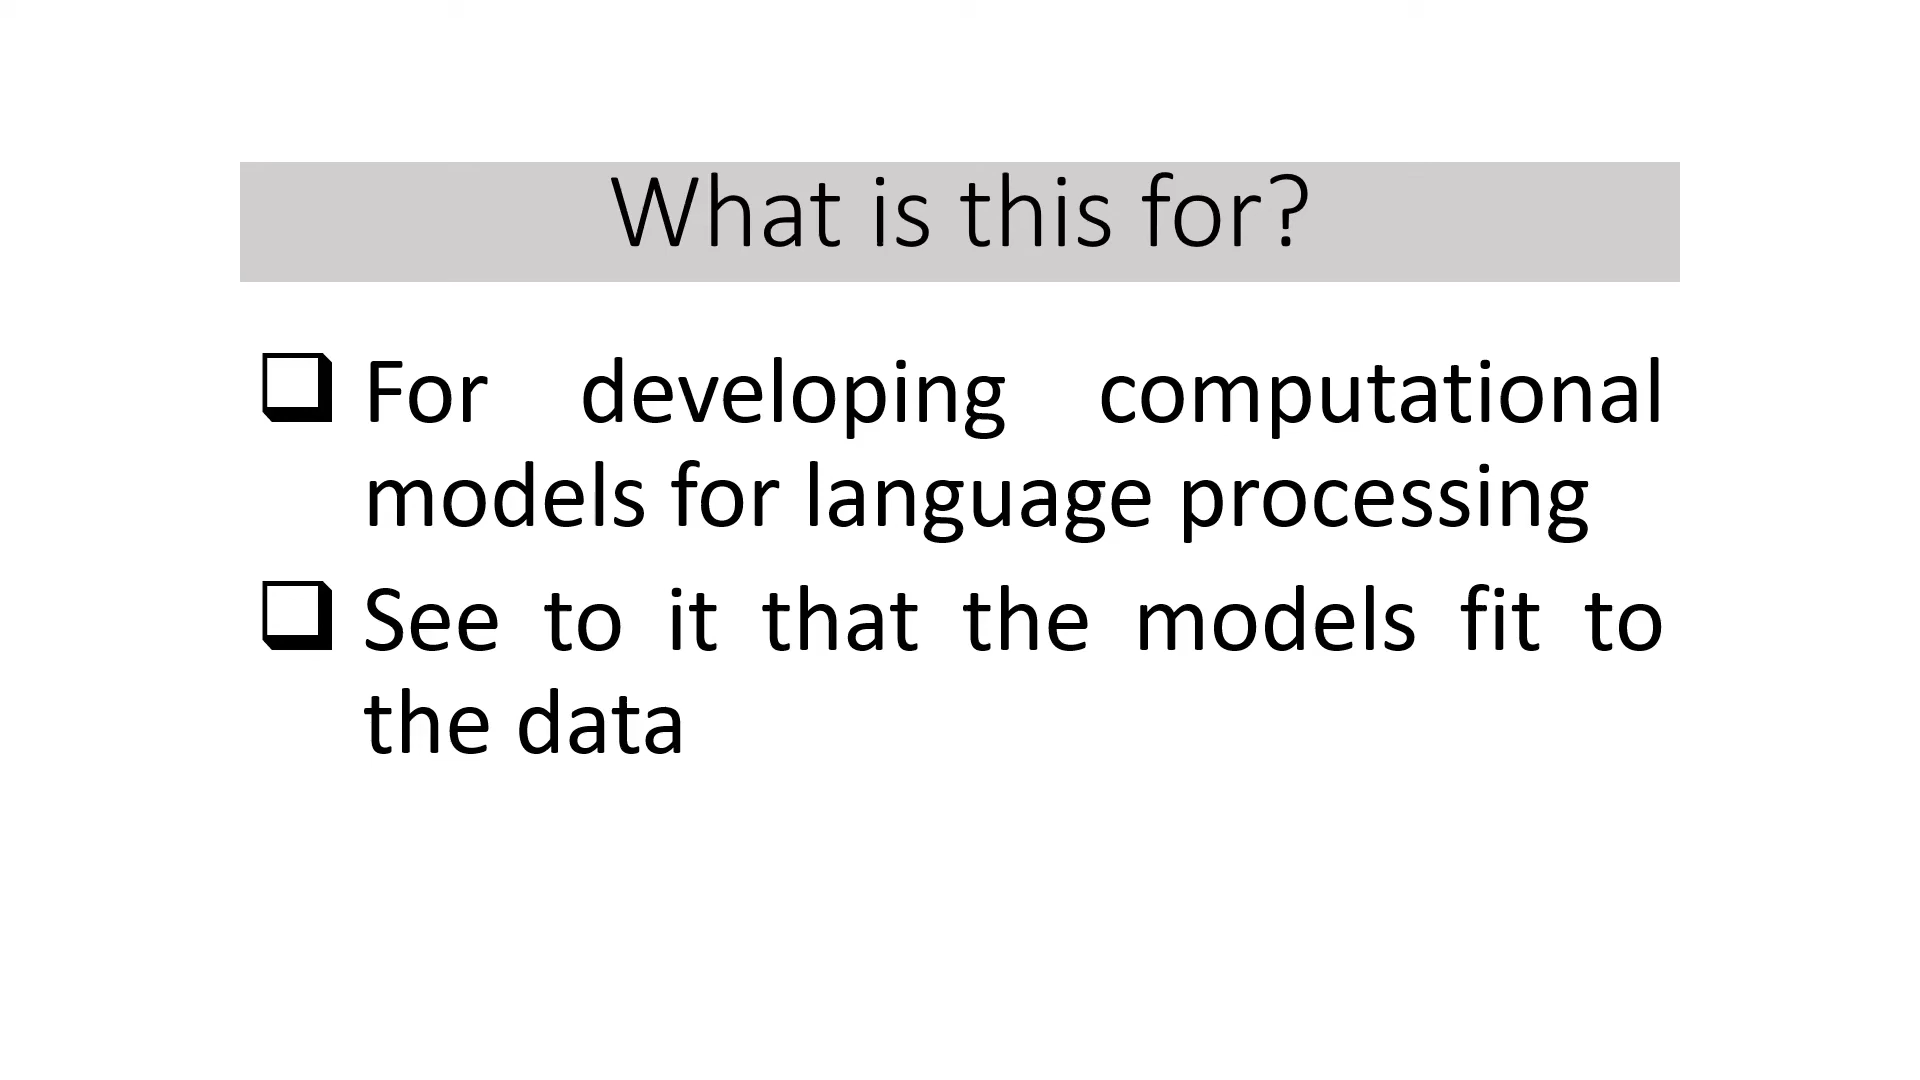 What is this for?
For developing computational
models for language processing
See to it that the models fit to
the data